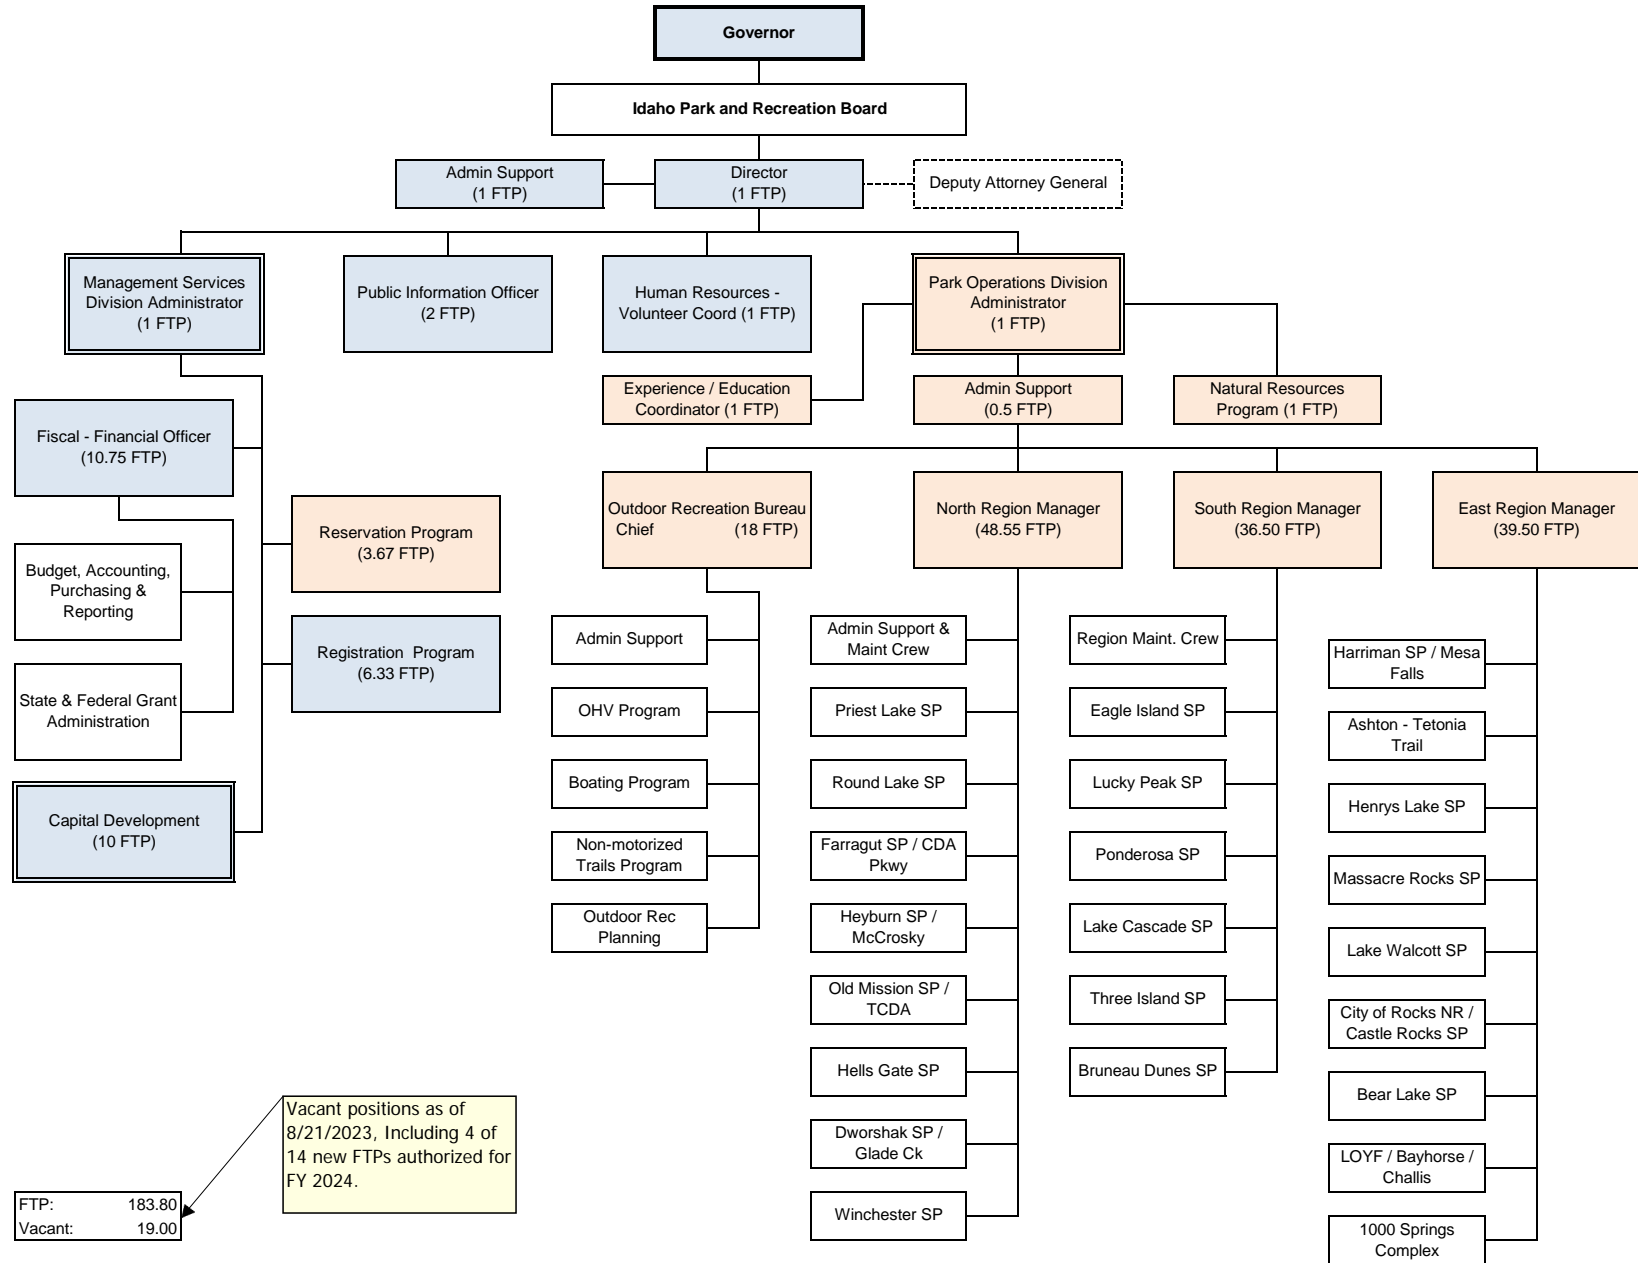 Governor
Idaho Park and Recreation Board
Admin Support
(1 FTP)
Director
(1 FTP)
Deputy Attorney General
Management Services
Division Administrator
(1 FTP)
Public Information Officer
(2 FTP)
Human Resources -
Volunteer Coord (1 FTP)
Park Operations Division
Administrator
(1 FTP)
Experience / Education
Coordinator (1 FTP)
Admin Support
(0.5 FTP)
Natural Resources
Program (1 FTP)
Fiscal - Financial Officer
(10.75 FTP)
Budget, Accounting,
Purchasing &
Reporting
State & Federal Grant
Administration
Capital Development
(10 FTP)
Reservation Program
(3.67 FTP)
Registration  Program
(6.33 FTP)
Outdoor Recreation Bureau
Chief (18 FTP)
North Region Manager
(48.55 FTP)
South Region Manager
(36.50 FTP)
East Region Manager
(39.50 FTP)
Admin Support
OHV Program
Boating Program
Non-motorized
Trails Program
Outdoor Rec
Planning
Admin Support &
Maint Crew
Priest Lake SP
Round Lake SP
Farragut SP / CDA
Pkwy
Heyburn SP /
McCrosky
Old Mission SP /
TCDA
Hells Gate SP
Dworshak SP /
Glade Ck
Winchester SP
Region Maint. Crew
Eagle Island SP
Lucky Peak SP
Ponderosa SP
Lake Cascade SP
Three Island SP
Bruneau Dunes SP
Harriman SP / Mesa
Falls
Ashton - Tetonia
Trail
Henrys Lake SP
Massacre Rocks SP
Lake Walcott SP
City of Rocks NR /
Castle Rocks SP
Bear Lake SP
LOYF / Bayhorse /
Challis
1000 Springs
Complex
Vacant positions as of
8/21/2023, Including 4 of
14 new FTPs authorized for
FY 2024.
FTP: 183.80
Vacant: 19.00